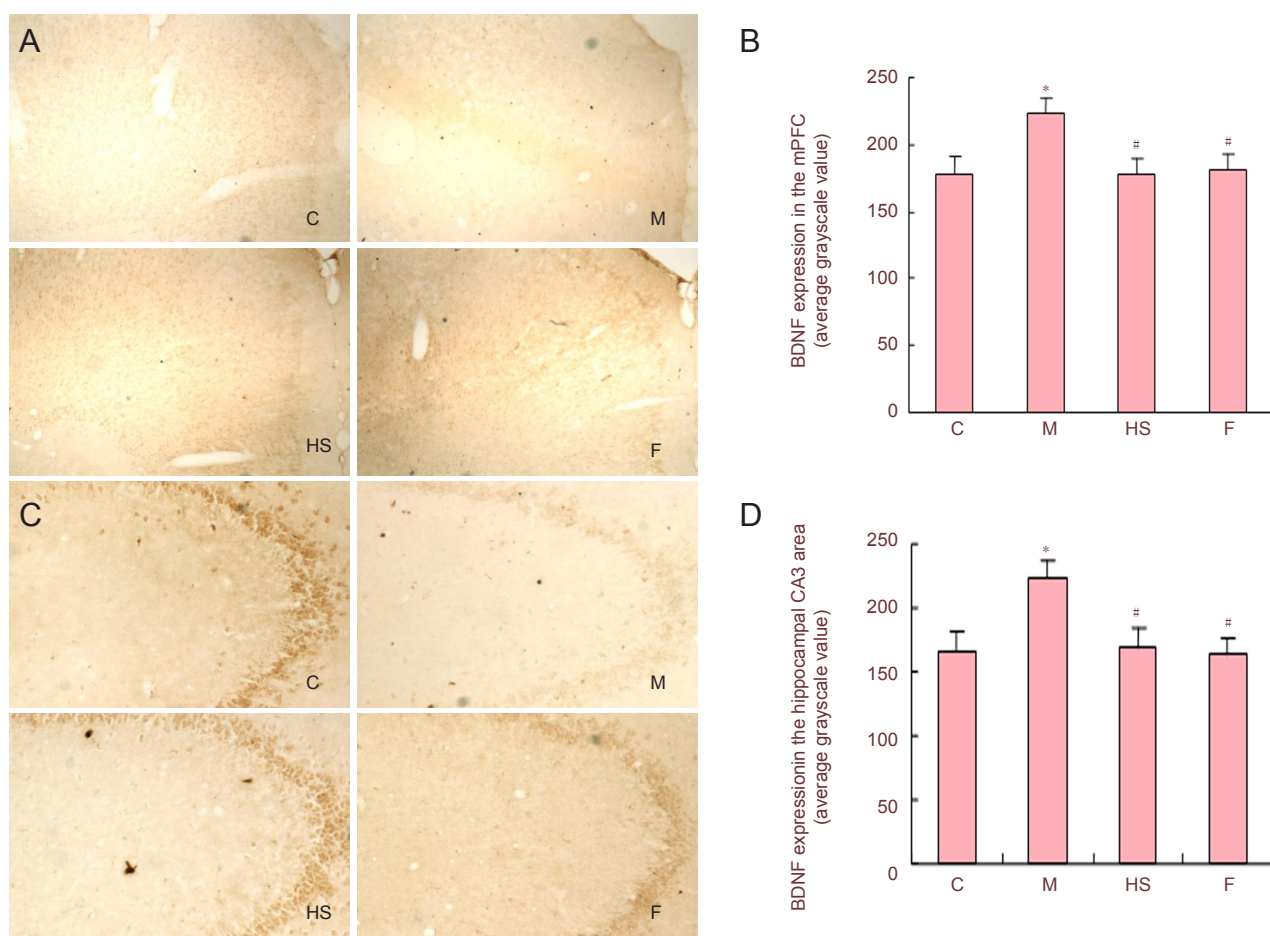 A
C
M
HS
F
B
BDNF expression in the mPFC
(average grayscale value)
250
200
150
100
50
0
*
#
#
C M HS F
C
C
M
HS
F
D
BDNF expressionin the hippocampal CA3 area
(average grayscale value)
250
200
150
100
50
0
*
#
#
C M HS F